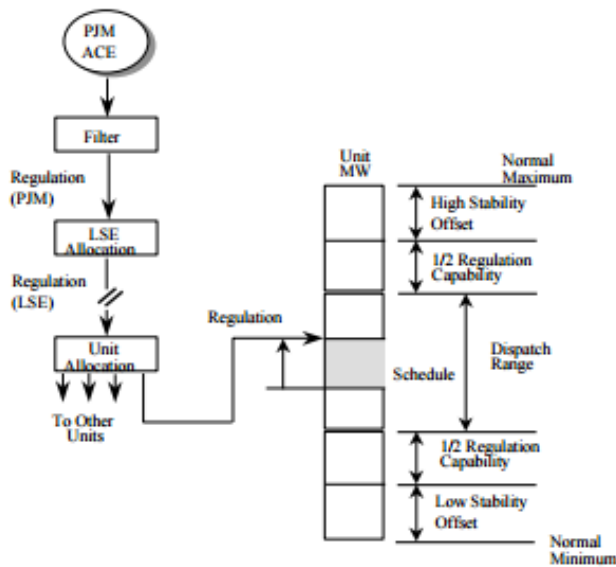 PJM
ACE
Filter
Regulation
(PJM)
LSE
Allocation
Regulation
(LSE)
Unit
Allocation
To Other
Units
Regulation
Unit
MW
Normal
Maximum
High Stability
Offset
1/2 Regulation
Capability
Schedule
Dispatch
Range
1/2 Regulation
Capability
Low Stability
Offset
Normal
Minimum